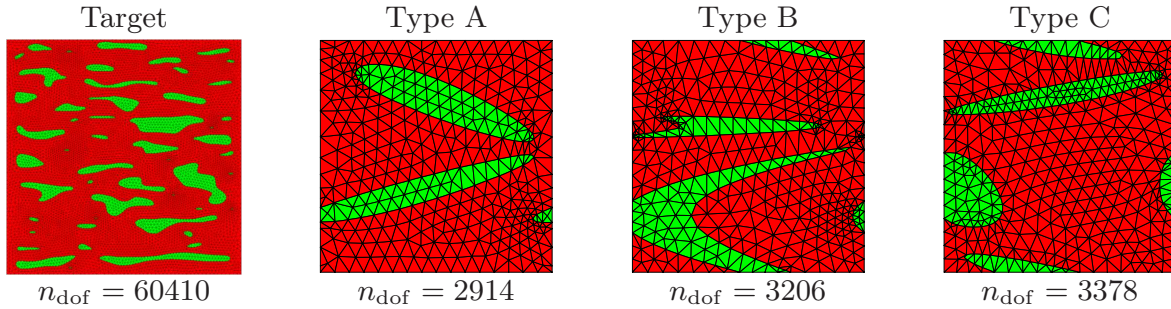 Target Type A Type B Type C
n_dof = 60410 n_dof = 2914 n_dof = 3206 n_dof = 3378